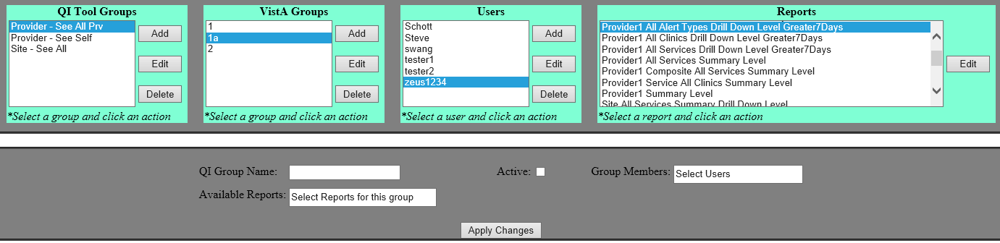 QI Tool Groups
Provider - See All Prv
Provider - See Self
Site - See All
Add
Edit
Delete
*Select a group and click an action
VistA Groups
1
1a
2
Add
Edit
Delete
*Select a group and click an action
Users
Schott
Steve
swang
tester1
tester2
zeus1234
Add
Edit
Delete
*Select a user and click an action
Reports
Provider1 All Alert Types Drill Down Level Greater7Days
Provider1 All Clinics Drill Down Level Greater7Days
Provider1 All Services Drill Down Level Greater7Days
Provider1 All Services Summary Level
Provider1 Composite All Services Summary Level
Provider1 Service All Clinics Summary Level
Provider1 Summary Level
Site All Services Summary Drill Down Level
Edit
*Select a report and click an action
QI Group Name:
Active:
Group Members: Select Users
Available Reports: Select Reports for this group
Apply Changes